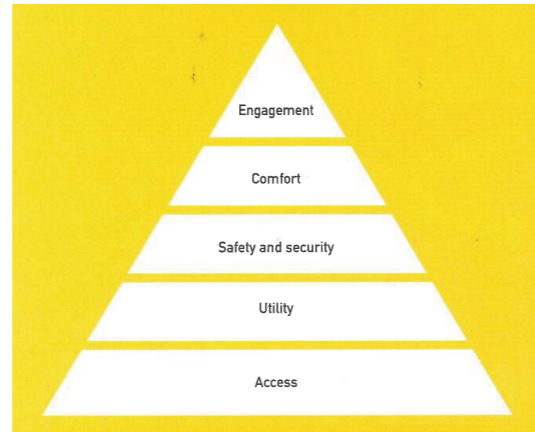 Engagement
Comfort
Safety and security
Utility
Access